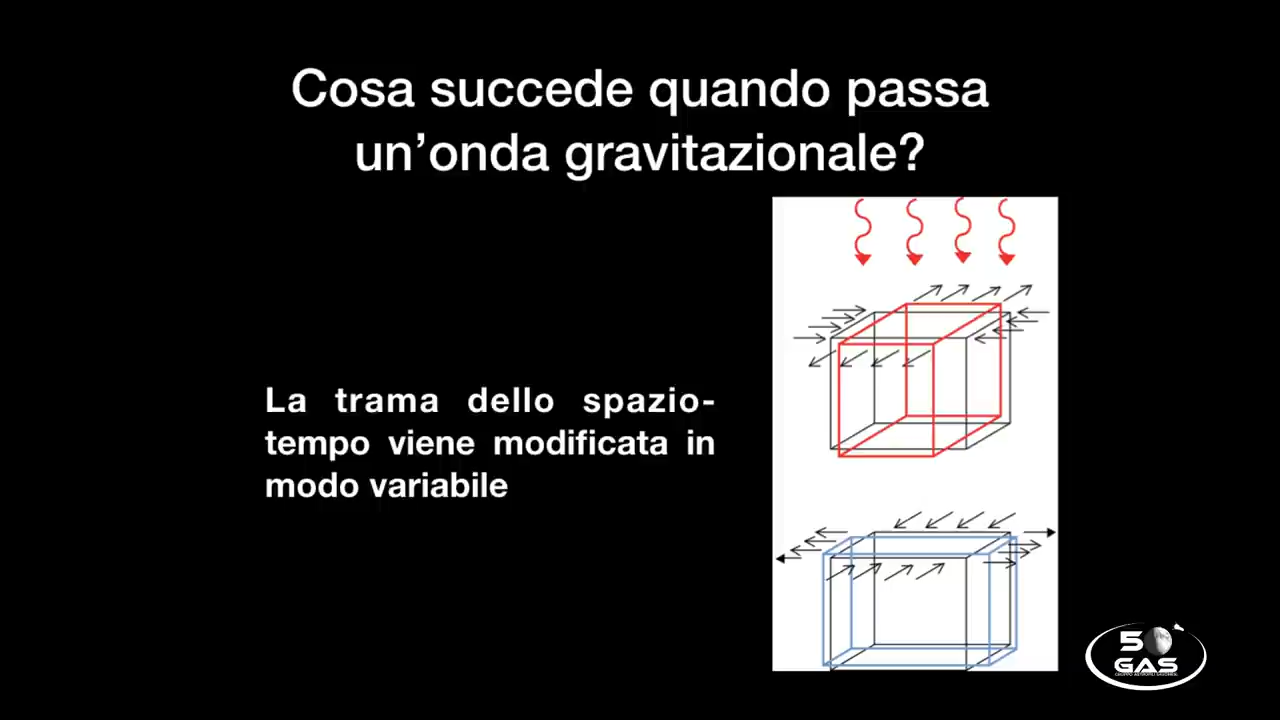 Cosa succede quando passa
un’onda gravitazionale?
La trama dello spazio-
tempo viene modificata in
modo variabile
50
GAS